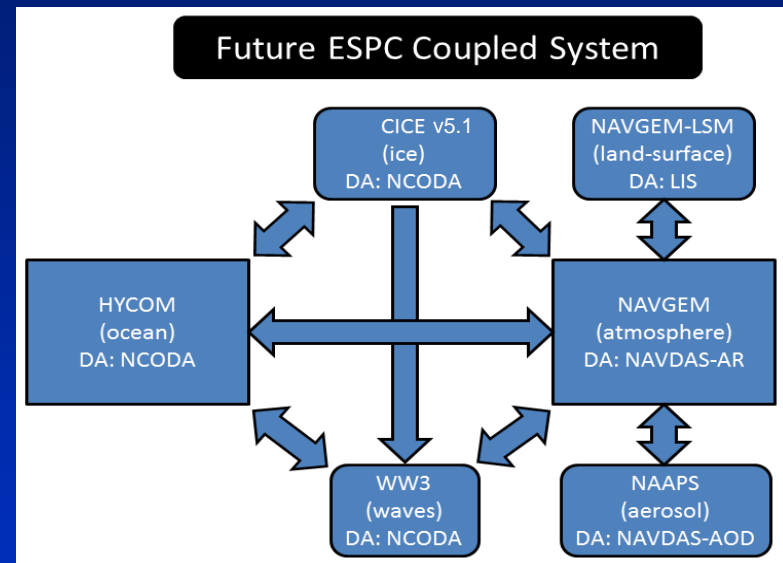 Future ESPC Coupled System
CICE v5.1
(ice)
DA: NCODA
NAVGEM-LSM
(land-surface)
DA: LIS
HYCOM
(ocean)
DA: NCODA
NAVGEM
(atmosphere)
DA: NAVDAS-AR
WW3
(waves)
DA: NCODA
NAAPS
(aerosol)
DA: NAVDAS-AOD